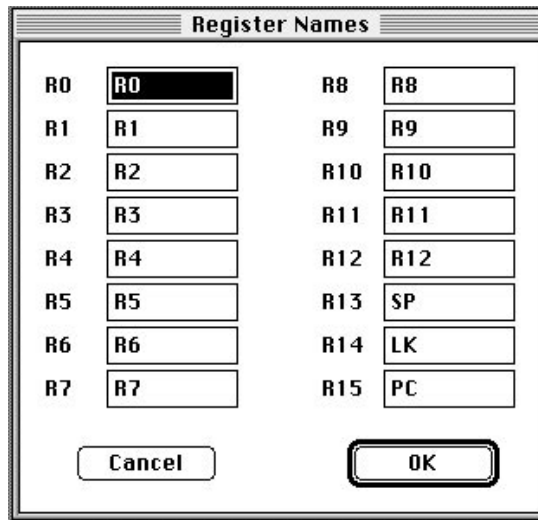 Register Names
R0 R0 R8 R8
R1 R1 R9 R9
R2 R2 R10 R10
R3 R3 R11 R11
R4 R4 R12 R12
R5 R5 R13 SP
R6 R6 R14 LK
R7 R7 R15 PC
Cancel OK